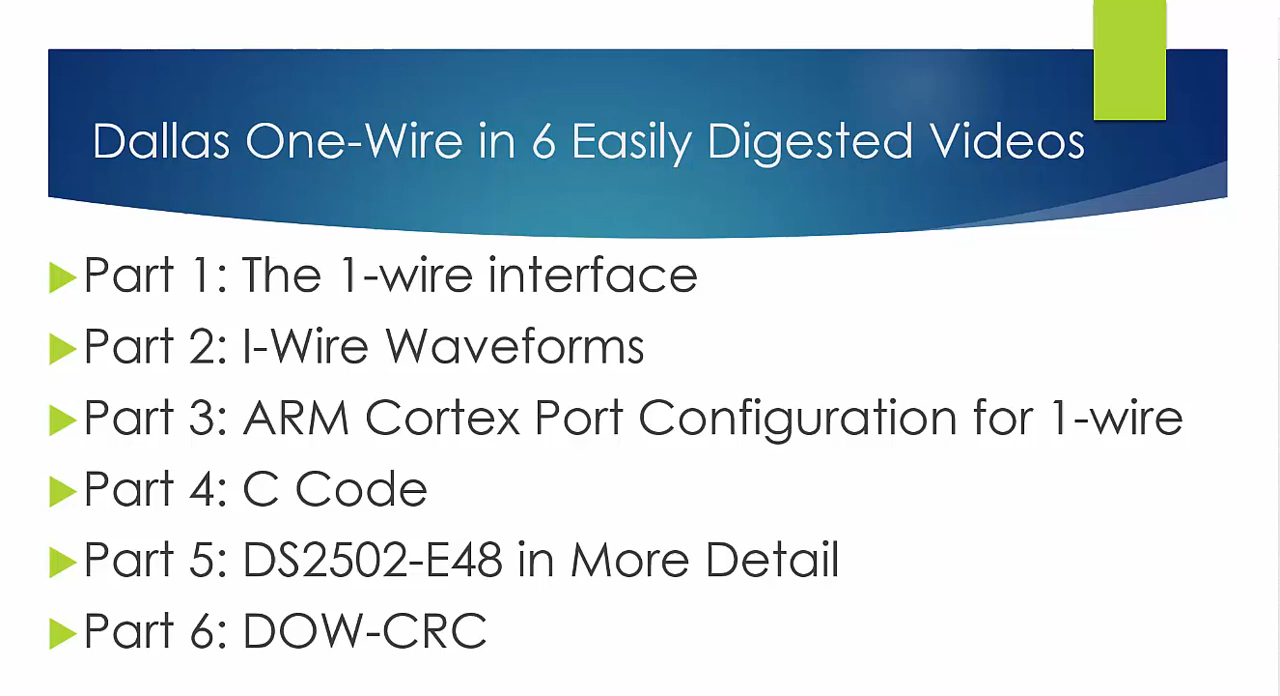 Dallas One-Wire in 6 Easily Digested Videos
Part 1: The 1-wire interface
Part 2: I-Wire Waveforms
Part 3: ARM Cortex Port Configuration for 1-wire
Part 4: C Code
Part 5: DS2502-E48 in More Detail
Part 6: DOW-CRC